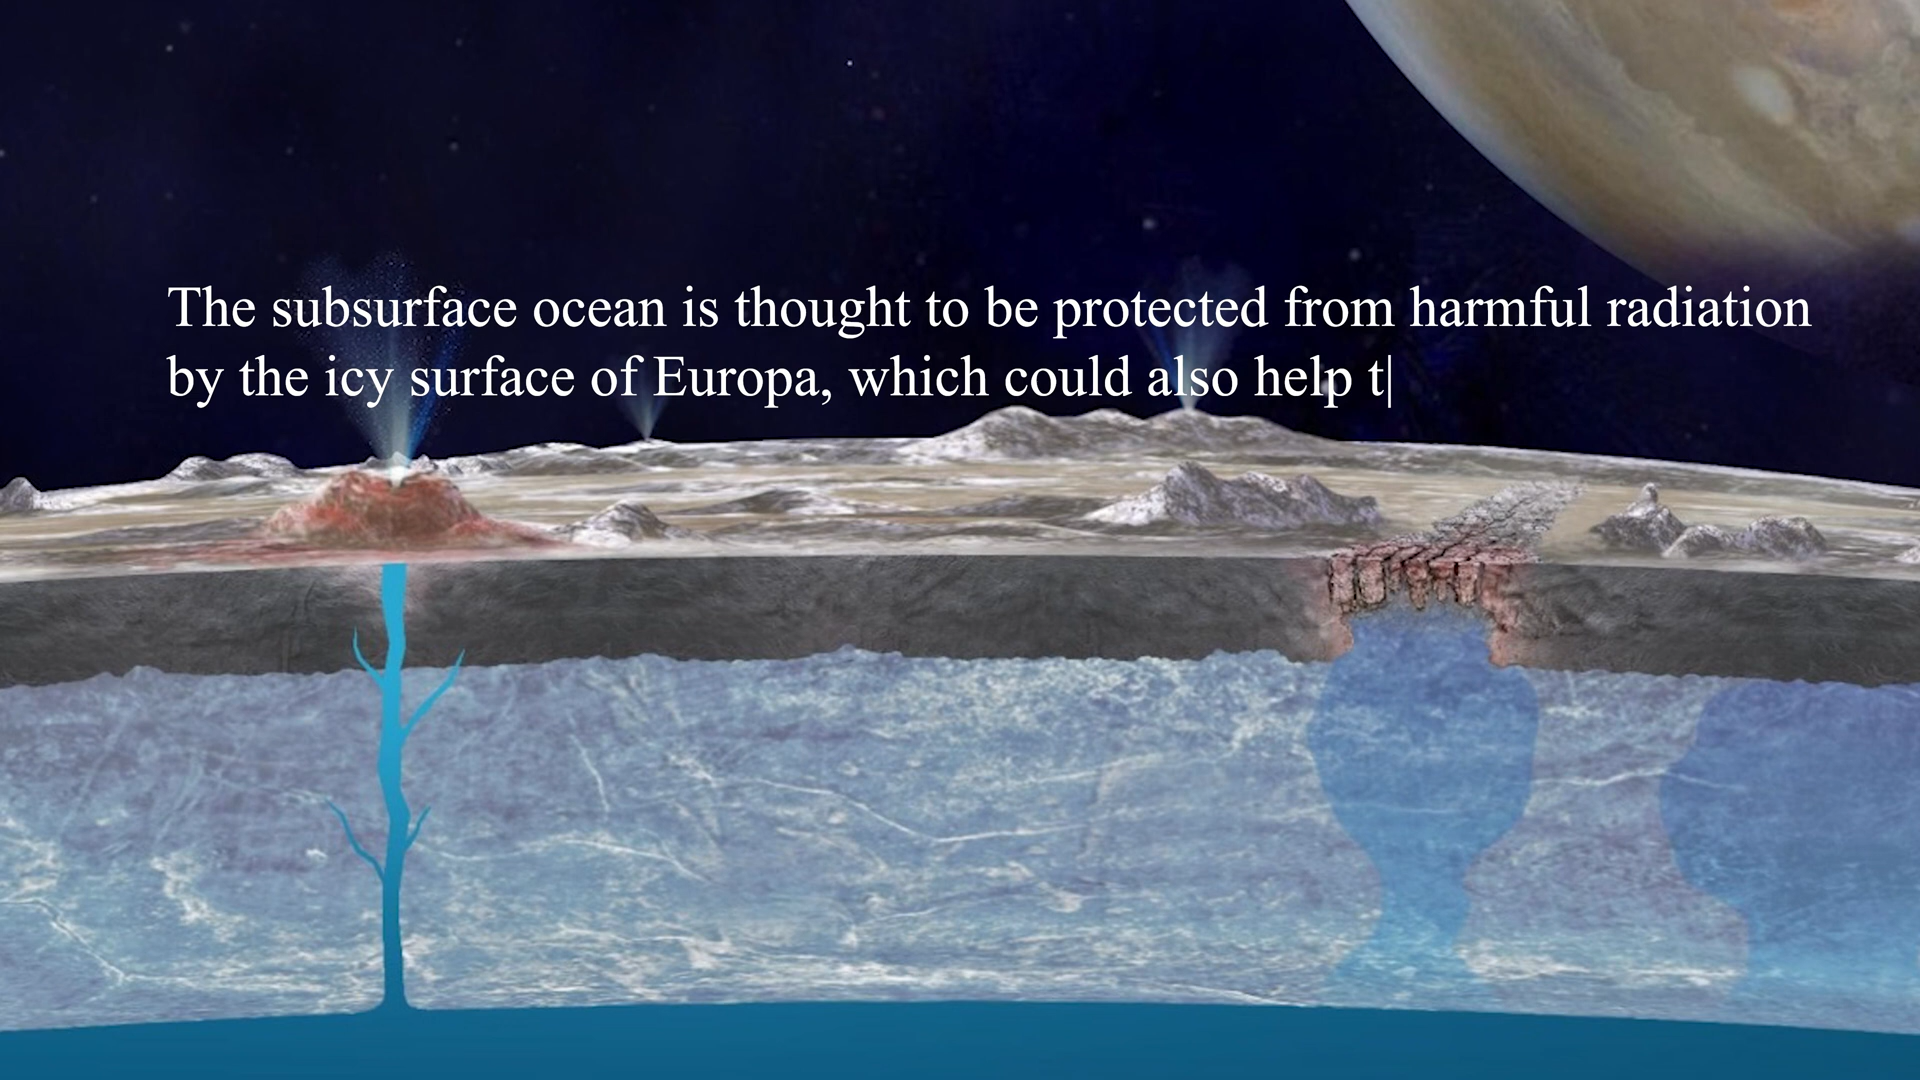 The subsurface ocean is thought to be protected from harmful radiation
by the icy surface of Europa, which could also help t|